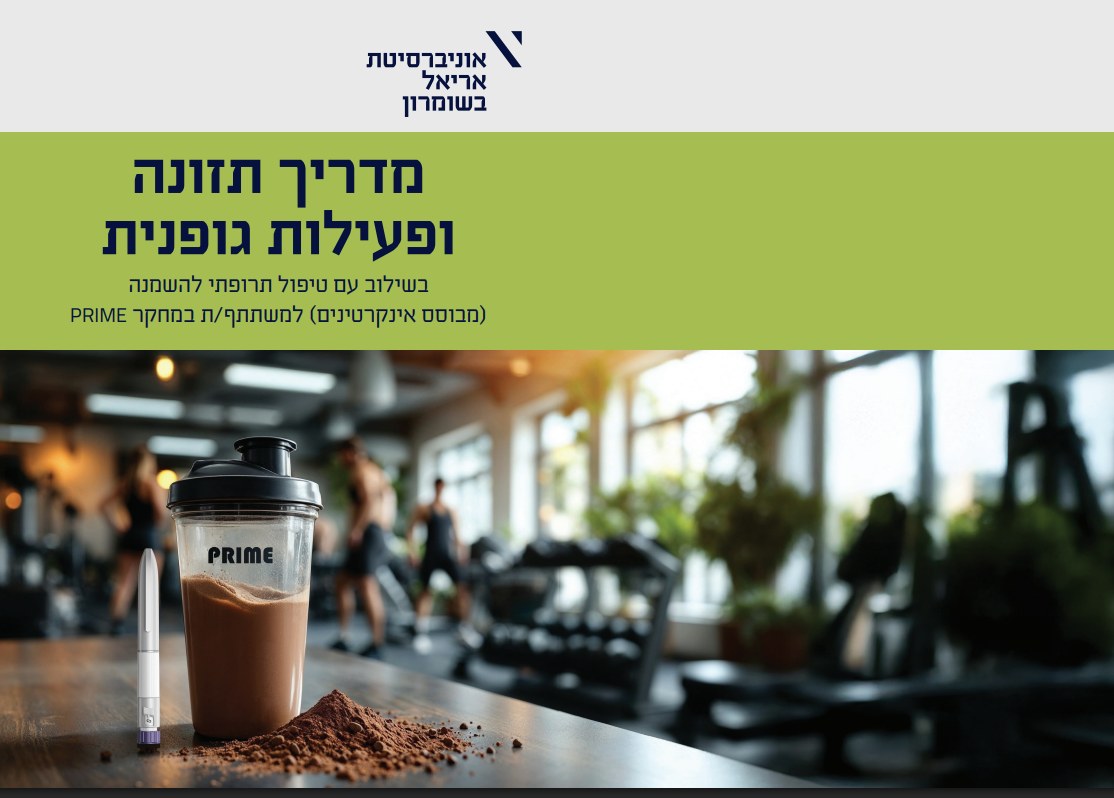 אוניברסיטת
אריאל
בשומרון
מדריך תזונה
ופעילות גופנית
בשילוב עם טיפול תרופתי להשמנה
(מבוסס אינקרטינים) למשתתף/ת במחקר PRIME
PRIME